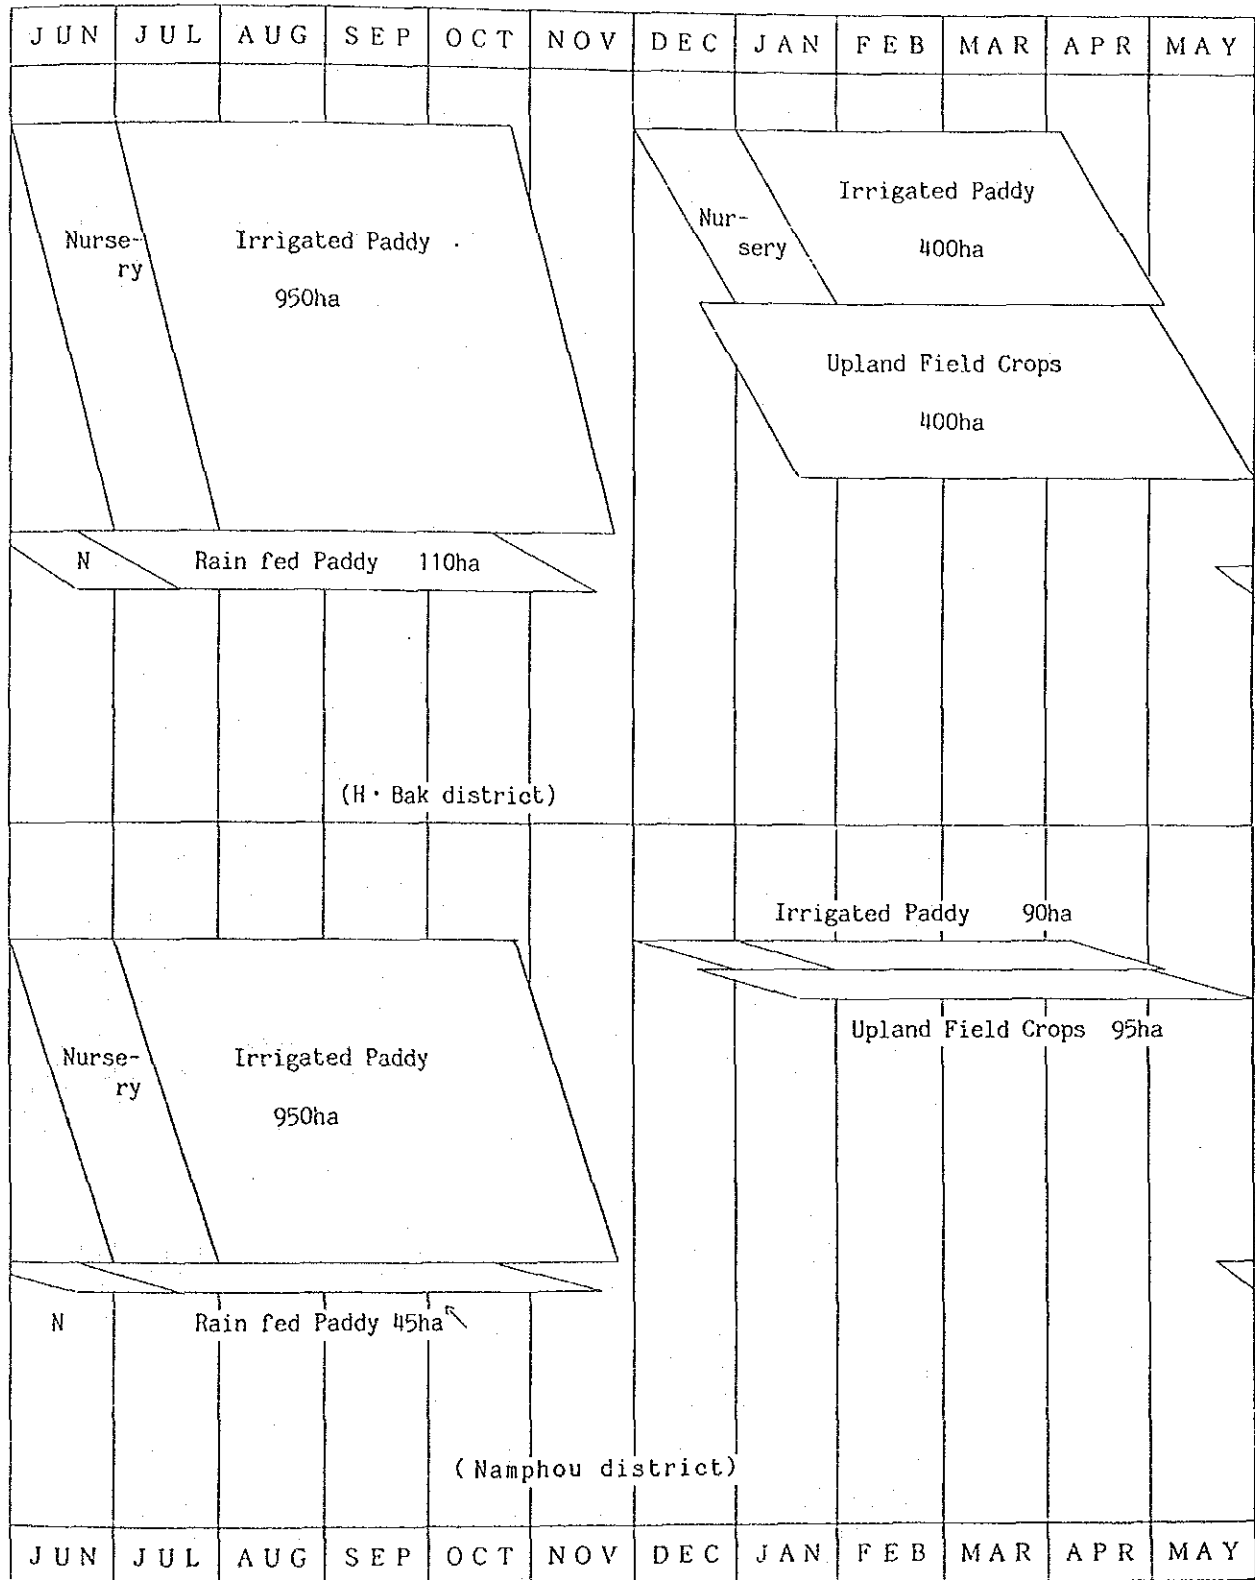 JUN JUL AUG SEP OCT NOV DEC JAN FEB MAR APR MAY
Nurse-
ry
Irrigated Paddy
950ha
Nur-
sery
Irrigated Paddy
400ha
Upland Field Crops
400ha
N Rain fed Paddy 110ha
(H·Bak district)
Irrigated Paddy 90ha
Upland Field Crops 95ha
Nurse-
ry
Irrigated Paddy
950ha
N Rain fed Paddy 45ha
(Namphou district)
JUN JUL AUG SEP OCT NOV DEC JAN FEB MAR APR MAY